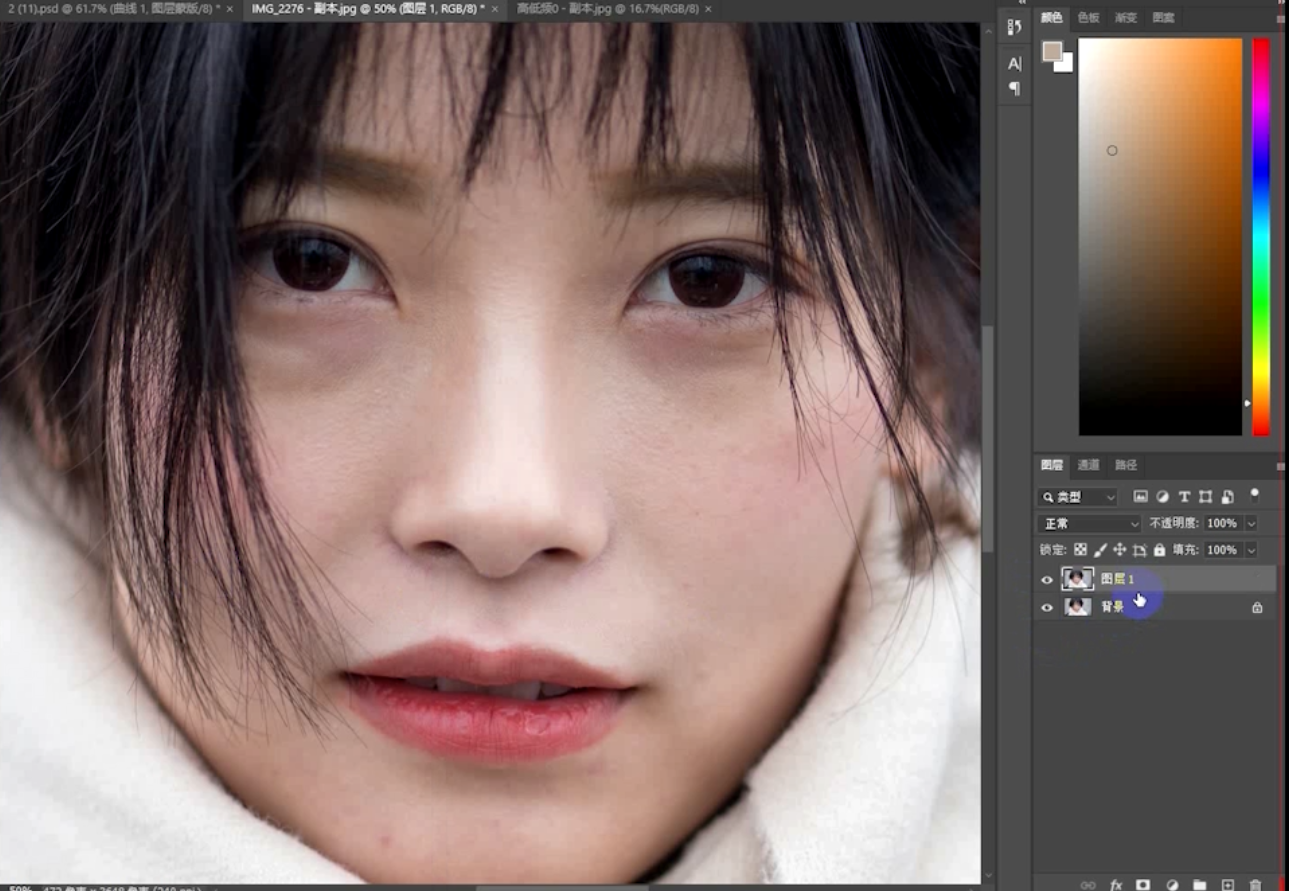 2 (11).psd @ 61.7% (曲线 1, 图层蒙版/8) * ×
IMG_2276 - 副本.jpg @ 50% (图层 1, RGB/8) * ×
高低频0 - 副本.jpg @ 16.7%(RGB/8) ×
颜色 色板 渐变 图案
图层 通道 路径
类型
正常 不透明度: 100%
锁定: 填充: 100%
图层 1
背景
fx
50%